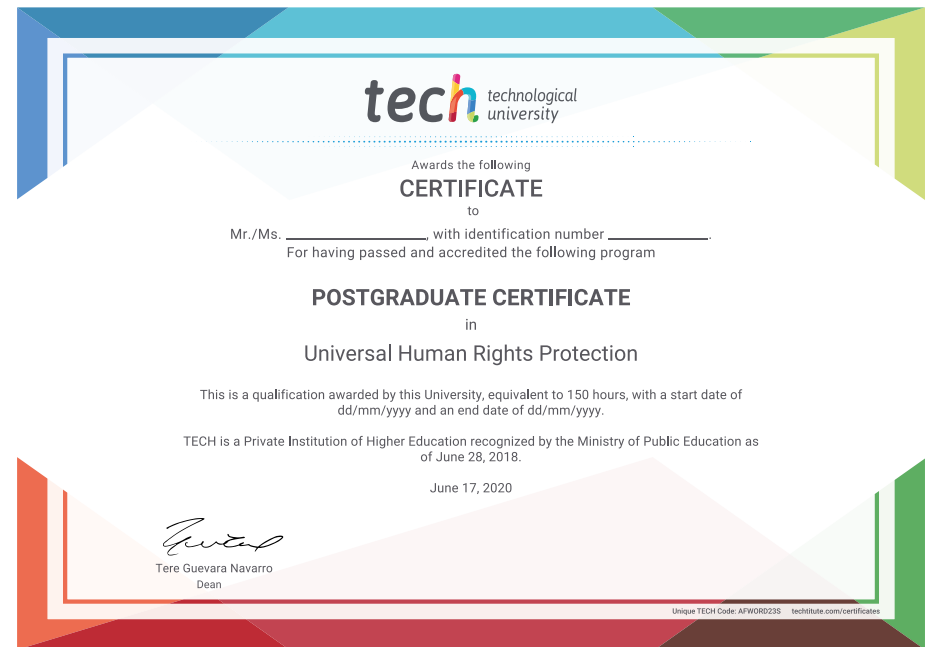 tech technological
university
Awards the following
CERTIFICATE
to
Mr./Ms. ____________________, with identification number ______________.
For having passed and accredited the following program
POSTGRADUATE CERTIFICATE
in
Universal Human Rights Protection
This is a qualification awarded by this University, equivalent to 150 hours, with a start date of
dd/mm/yyyy and an end date of dd/mm/yyyy.
TECH is a Private Institution of Higher Education recognized by the Ministry of Public Education as
of June 28, 2018.
June 17, 2020
Tere Guevara Navarro
Dean
Unique TECH Code: AFWORD23S techtitute.com/certificates